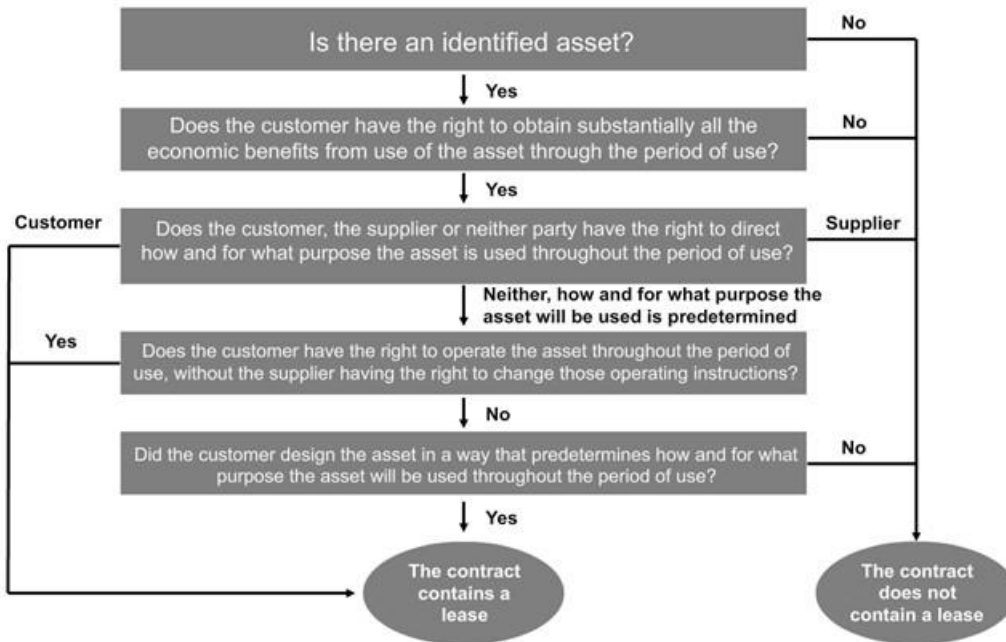 Is there an identified asset?
No
Yes
Does the customer have the right to obtain substantially all the
economic benefits from use of the asset through the period of use?
No
Yes
Customer
Does the customer, the supplier or neither party have the right to direct
how and for what purpose the asset is used throughout the period of use?
Supplier
Neither, how and for what purpose the
asset will be used is predetermined
Yes
Does the customer have the right to operate the asset throughout the period of
use, without the supplier having the right to change those operating instructions?
No
Did the customer design the asset in a way that predetermines how and for what
purpose the asset will be used throughout the period of use?
No
Yes
The contract
contains a
lease
The contract
does not
contain a lease